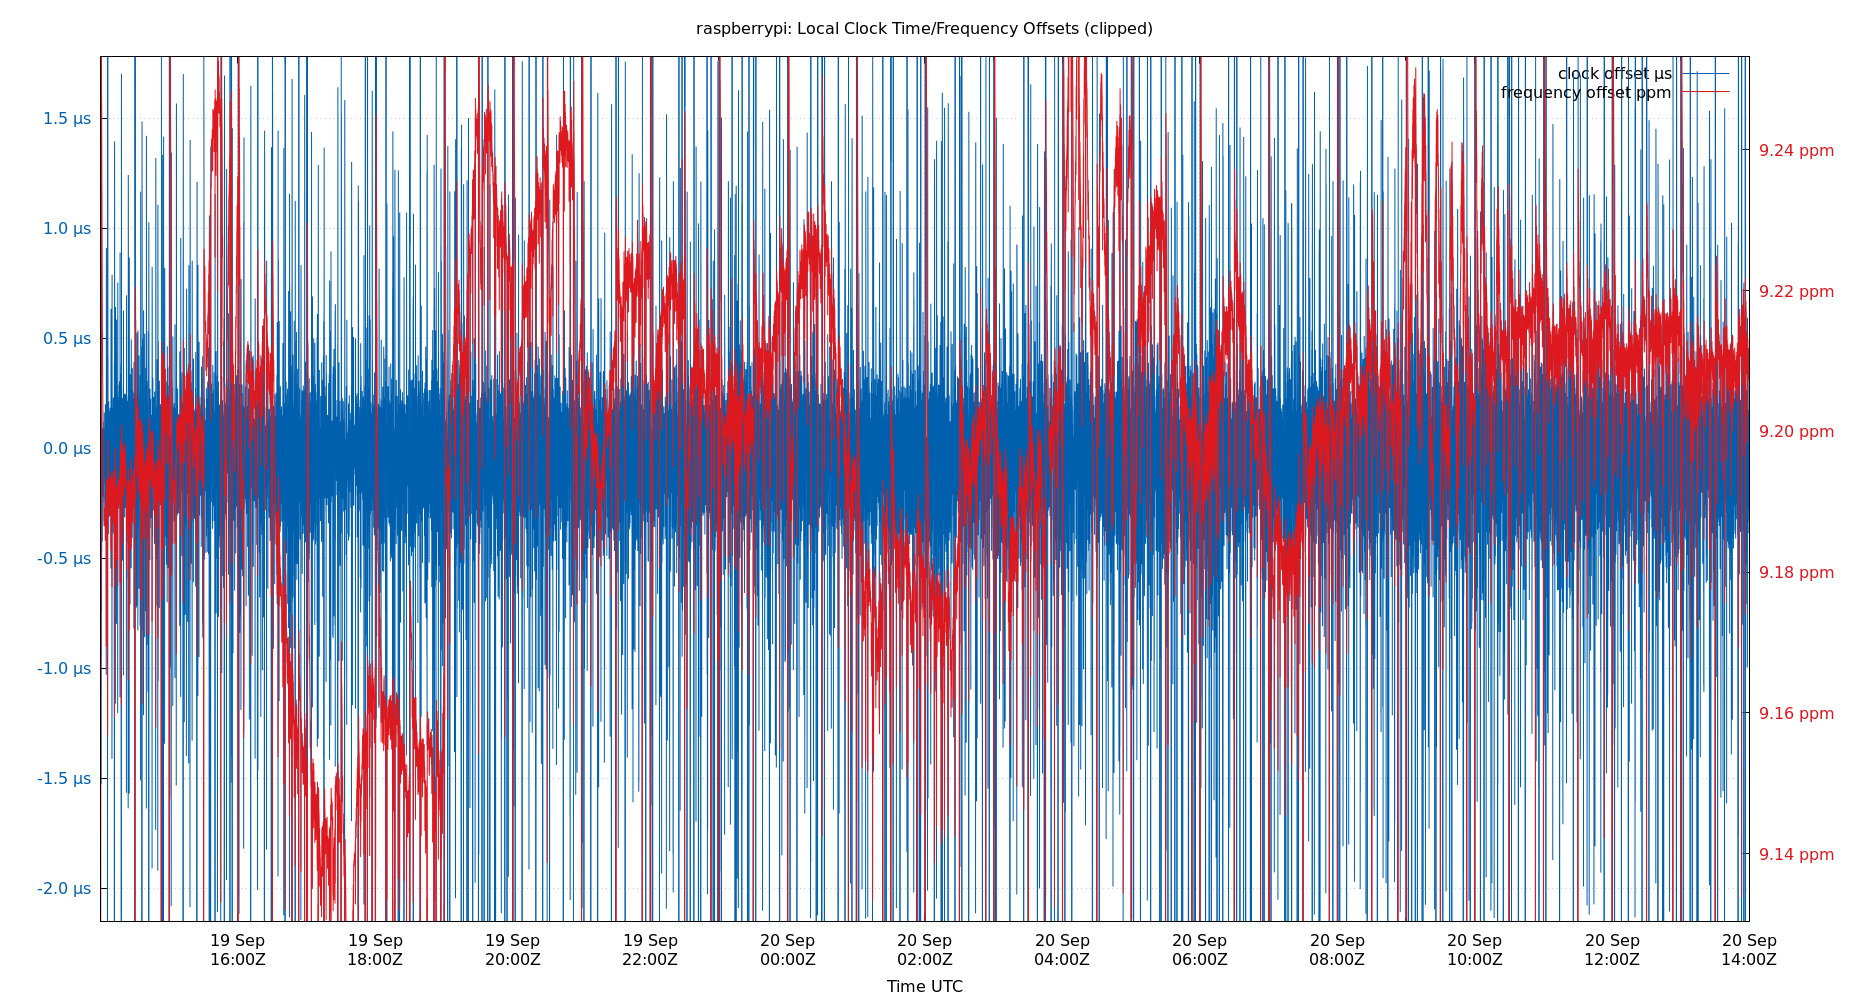 raspberrypi: Local Clock Time/Frequency Offsets (clipped)
clock offset µs
frequency offset ppm
1.5 µs
1.0 µs
0.5 µs
0.0 µs
-0.5 µs
-1.0 µs
-1.5 µs
-2.0 µs
9.24 ppm
9.22 ppm
9.20 ppm
9.18 ppm
9.16 ppm
9.14 ppm
19 Sep 19 Sep 19 Sep 19 Sep 20 Sep 20 Sep 20 Sep 20 Sep 20 Sep 20 Sep 20 Sep 20 Sep
16:00Z 18:00Z 20:00Z 22:00Z 00:00Z 02:00Z 04:00Z 06:00Z 08:00Z 10:00Z 12:00Z 14:00Z
Time UTC